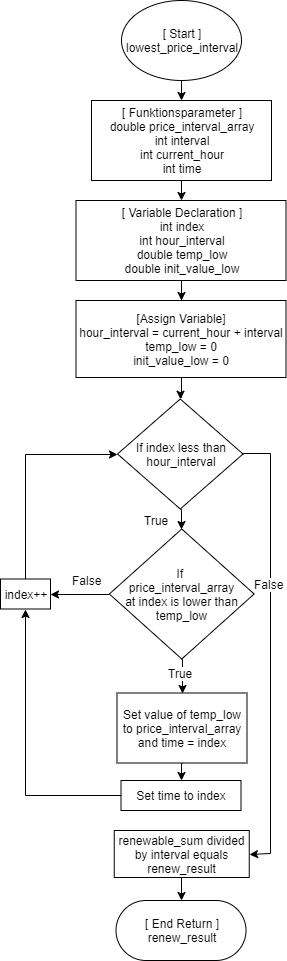 [ Start ]
lowest_price_interval
[ Funktionsparameter ]
double price_interval_array
int interval
int current_hour
int time
[ Variable Declaration ]
int index
int hour_interval
double temp_low
double init_value_low
[Assign Variable]
hour_interval = current_hour + interval
temp_low = 0
init_value_low = 0
If index less than
hour_interval
True
False
If
price_interval_array
at index is lower than
temp_low
False
index++
True
Set value of temp_low
to price_interval_array
and time = index
Set time to index
renewable_sum divided
by interval equals
renew_result
[ End Return ]
renew_result